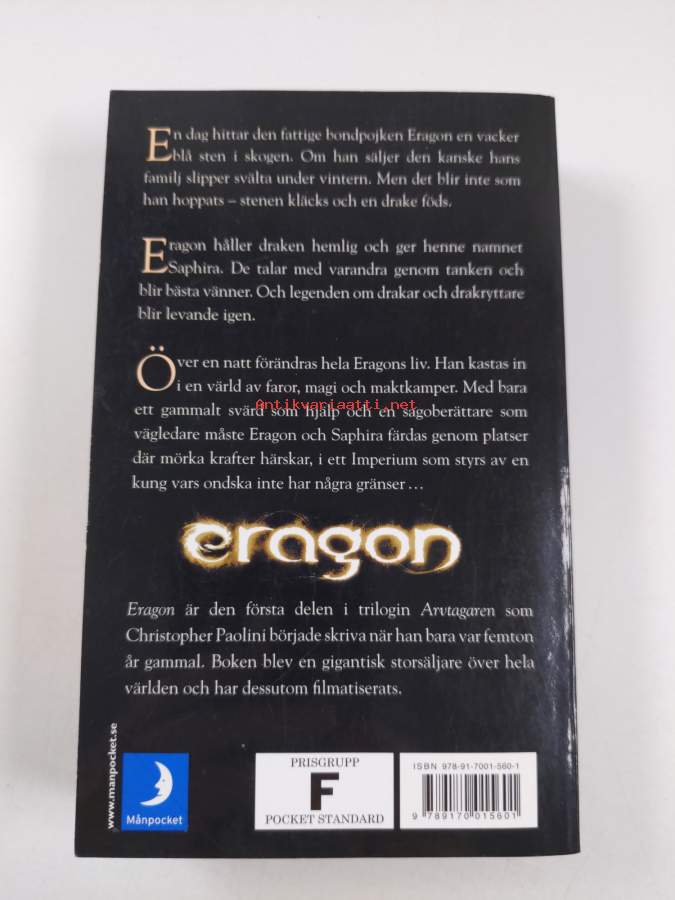 En dag hittar den fattige bondpojken Eragon en vacker
blå sten i skogen. Om han säljer den kanske hans
familj slipper svälta under vintern. Men det blir inte som
han hoppats – stenen kläcks och en drake föds.
Eragon håller draken hemlig och ger henne namnet
Saphira. De talar med varandra genom tanken och
blir bästa vänner. Och legenden om drakar och drakryttare
blir levande igen.
Över en natt förändras hela Eragons liv. Han kastas in
i en värld av faror, magi och maktkamper. Med bara
Antikvariaatti.net
ett gammalt svärd som hjälp och en sagoberättare som
vägledare måste Eragon och Saphira färdas genom platser
där mörka krafter härskar, i ett Imperium som styrs av en
kung vars ondska inte har några gränser …
eragon
Eragon är den första delen i trilogin Arvtagaren som
Christopher Paolini började skriva när han bara var femton
år gammal. Boken blev en gigantisk storsäljare över hela
världen och har dessutom filmatiserats.
www.manpocket.se
Månpocket
PRISGRUPP
F
POCKET STANDARD
ISBN 978-91-7001-560-1
9 789170 015601